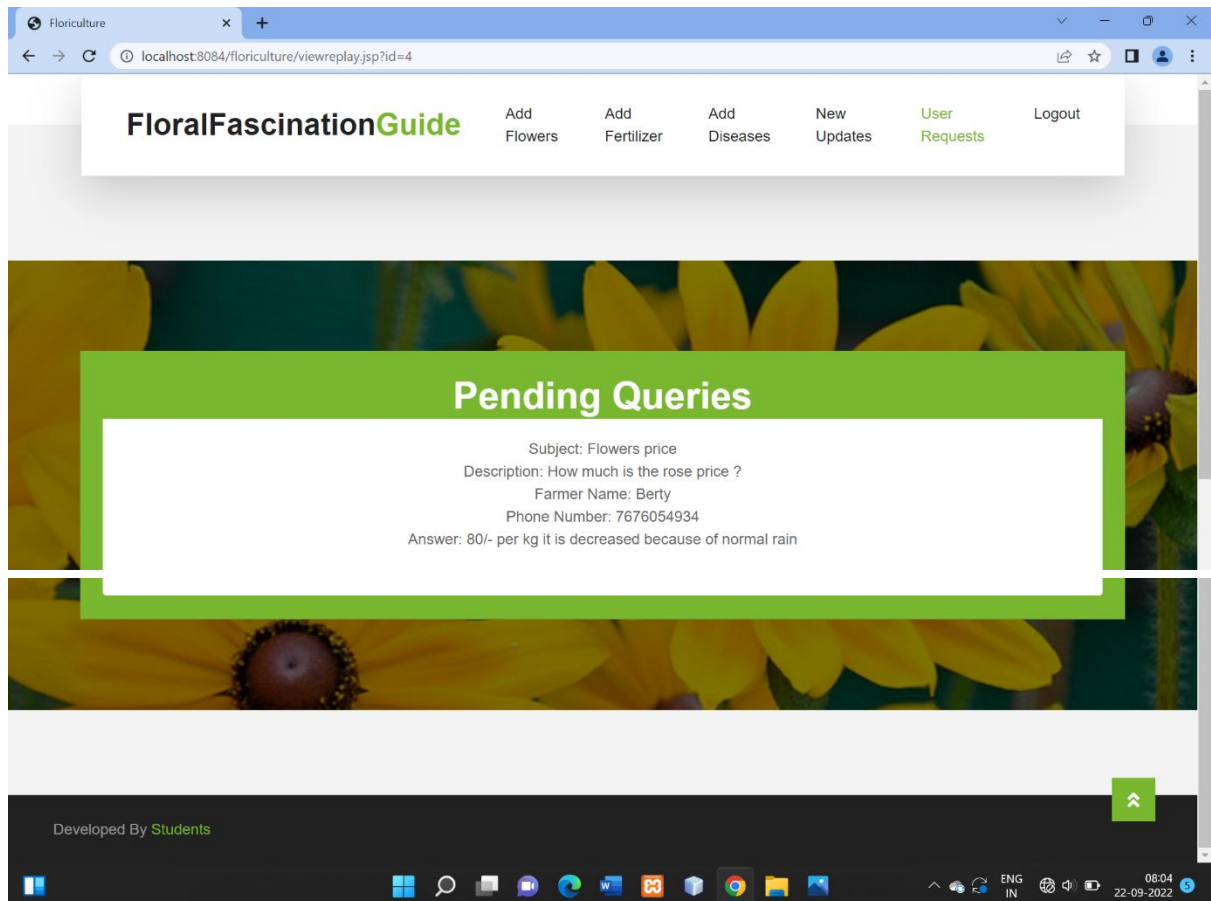 Floriculture
localhost:8084/floriculture/viewreplay.jsp?id=4
FloralFascinationGuide
Add Flowers
Add Fertilizer
Add Diseases
New Updates
User Requests
Logout
Pending Queries
Subject: Flowers price
Description: How much is the rose price ?
Farmer Name: Berty
Phone Number: 7676054934
Answer: 80/- per kg it is decreased because of normal rain
Developed By Students
ENG
IN
08:04
22-09-2022
5